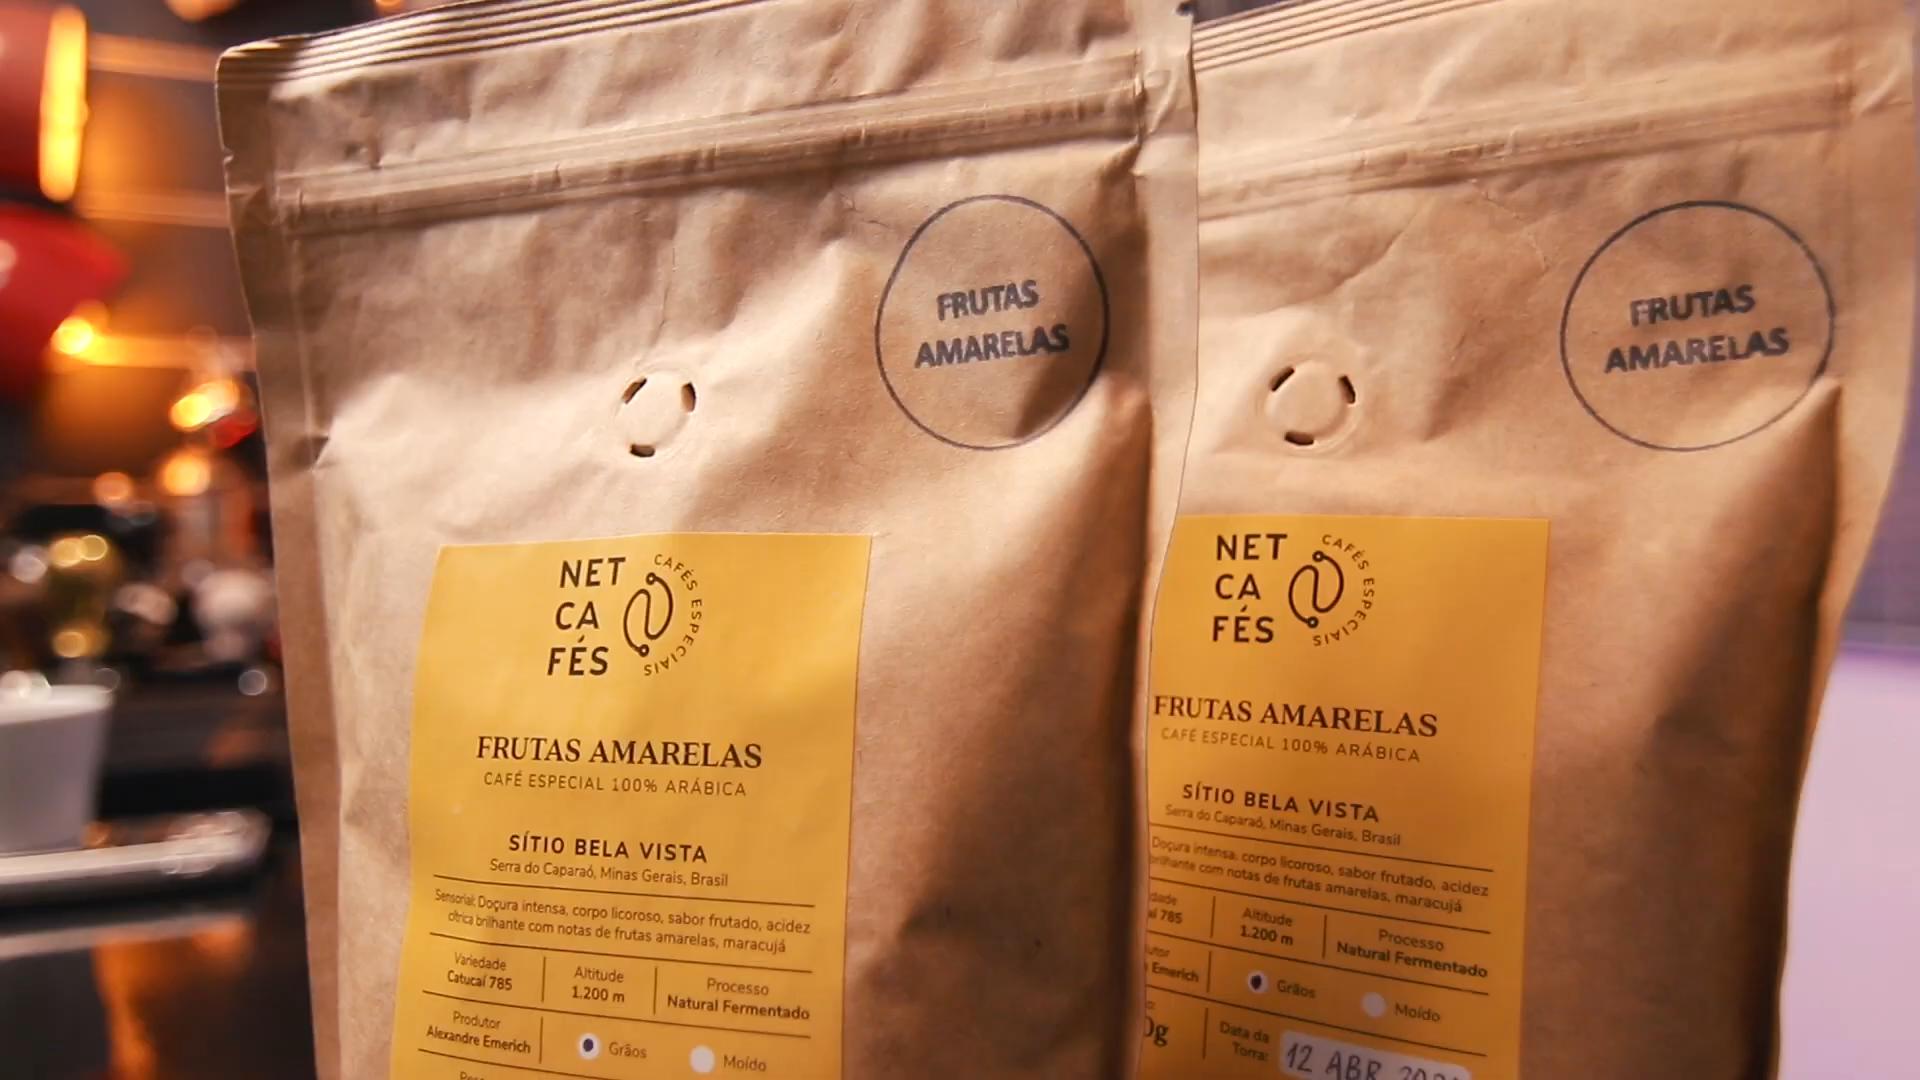 FRUTAS
AMARELAS
NET
CA
FÉS
CAFÉS ESPECIAIS
FRUTAS AMARELAS
CAFÉ ESPECIAL 100% ARÁBICA
SÍTIO BELA VISTA
Serra do Caparaó, Minas Gerais, Brasil
Sensorial: Doçura intensa, corpo licoroso, sabor frutado, acidez
cítrica brilhante com notas de frutas amarelas, maracujá
Variedade
Catucaí 785
Altitude
1.200 m
Processo
Natural Fermentado
Produtor
Alexandre Emerich
Grãos
Moído
FRUTAS
AMARELAS
NET
CA
FÉS
CAFÉS ESPECIAIS
FRUTAS AMARELAS
CAFÉ ESPECIAL 100% ARÁBICA
SÍTIO BELA VISTA
Serra do Caparaó, Minas Gerais, Brasil
Doçura intensa, corpo licoroso, sabor frutado, acidez
brilhante com notas de frutas amarelas, maracujá
785
Altitude
1.200 m
Processo
Natural Fermentado
Emerich
Grãos
Moído
0g
Data da
Torra:
12 ABR